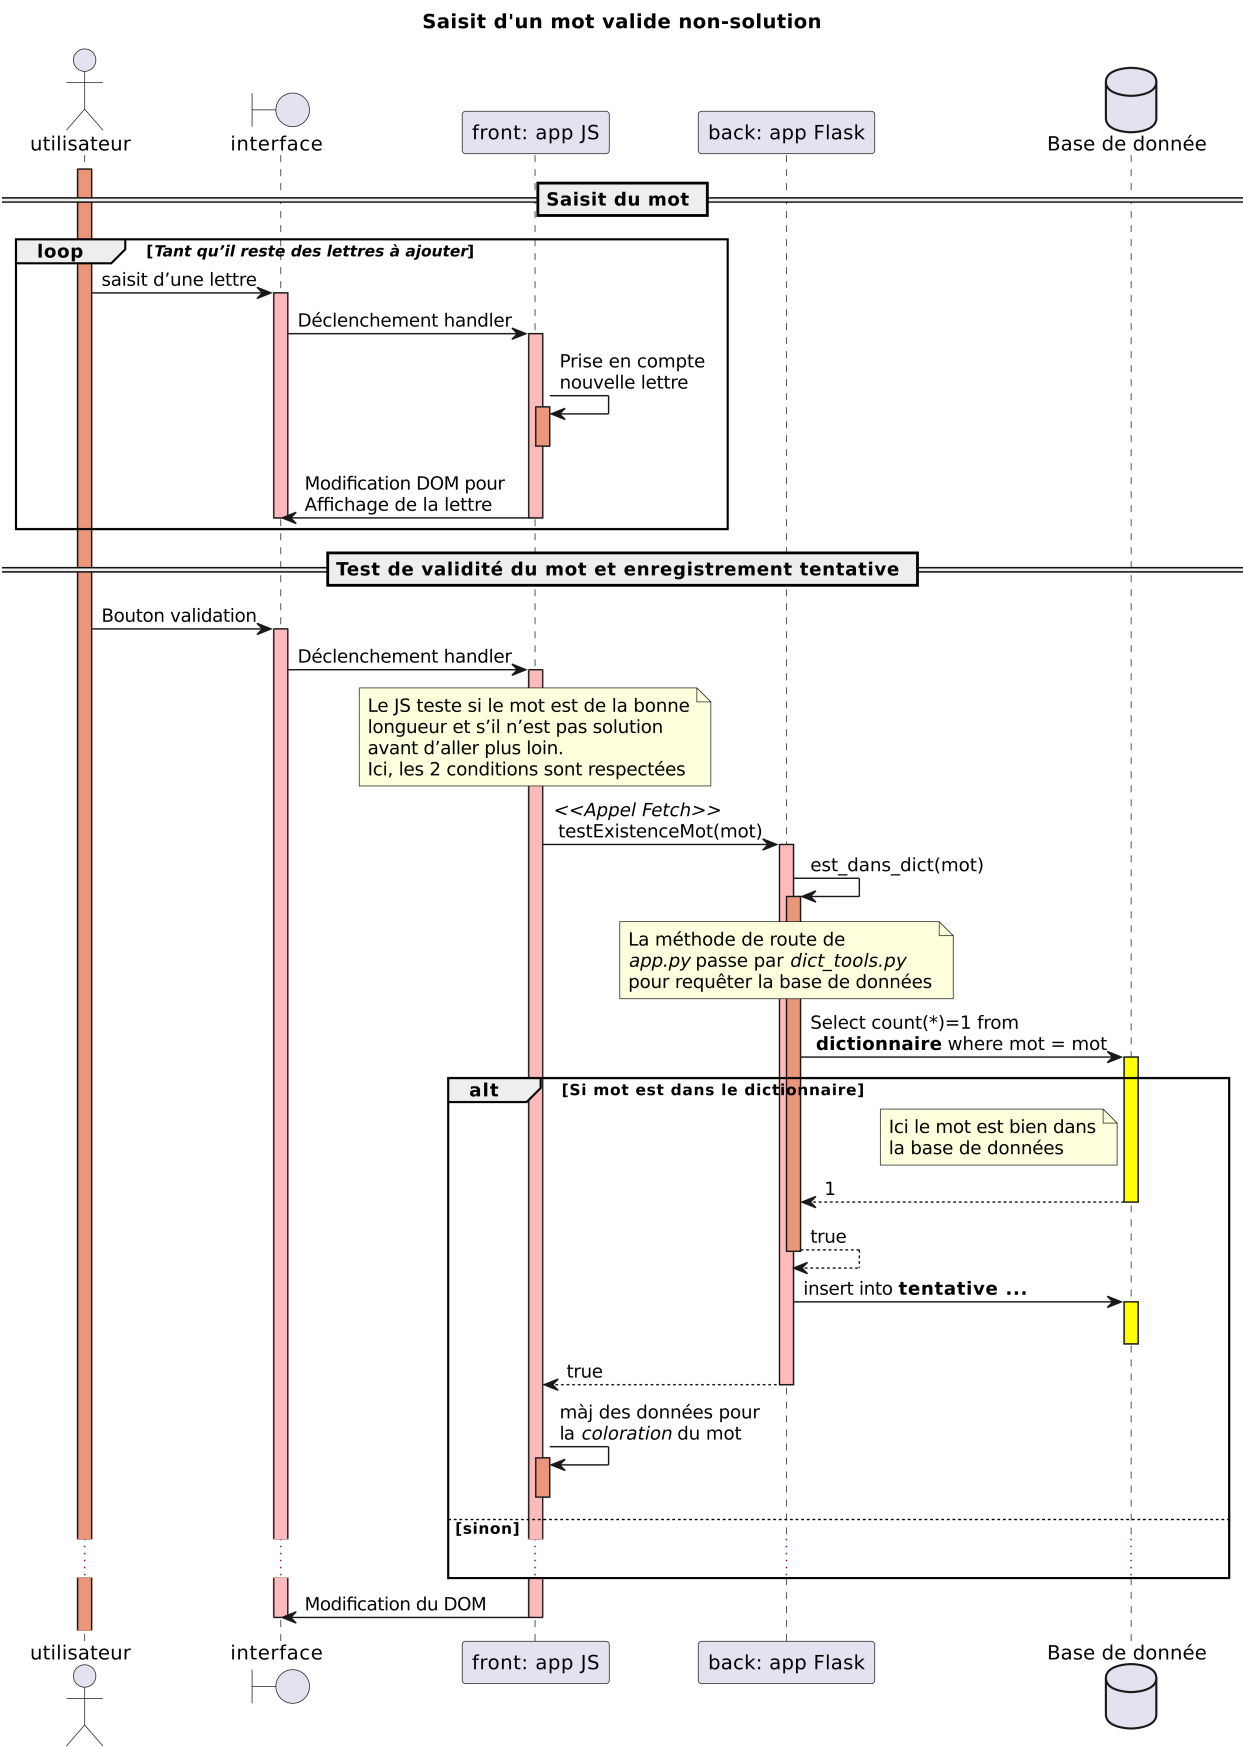 Saisit d'un mot valide non-solution
utilisateur
interface
front: app JS
back: app Flask
Base de donnée
Saisit du mot
loop
[Tant qu’il reste des lettres à ajouter]
saisit d’une lettre
Déclenchement handler
Prise en compte
nouvelle lettre
Modification DOM pour
Affichage de la lettre
Test de validité du mot et enregistrement tentative
Bouton validation
Déclenchement handler
Le JS teste si le mot est de la bonne
longueur et s’il n’est pas solution
avant d’aller plus loin.
Ici, les 2 conditions sont respectées
<<Appel Fetch>>
testExistenceMot(mot)
est_dans_dict(mot)
La méthode de route de
app.py passe par dict_tools.py
pour requêter la base de données
Select count(*)=1 from
dictionnaire where mot = mot
alt
[Si mot est dans le dictionnaire]
Ici le mot est bien dans
la base de données
1
true
insert into tentative ...
true
màj des données pour
la coloration du mot
[sinon]
Modification du DOM
utilisateur
interface
front: app JS
back: app Flask
Base de donnée